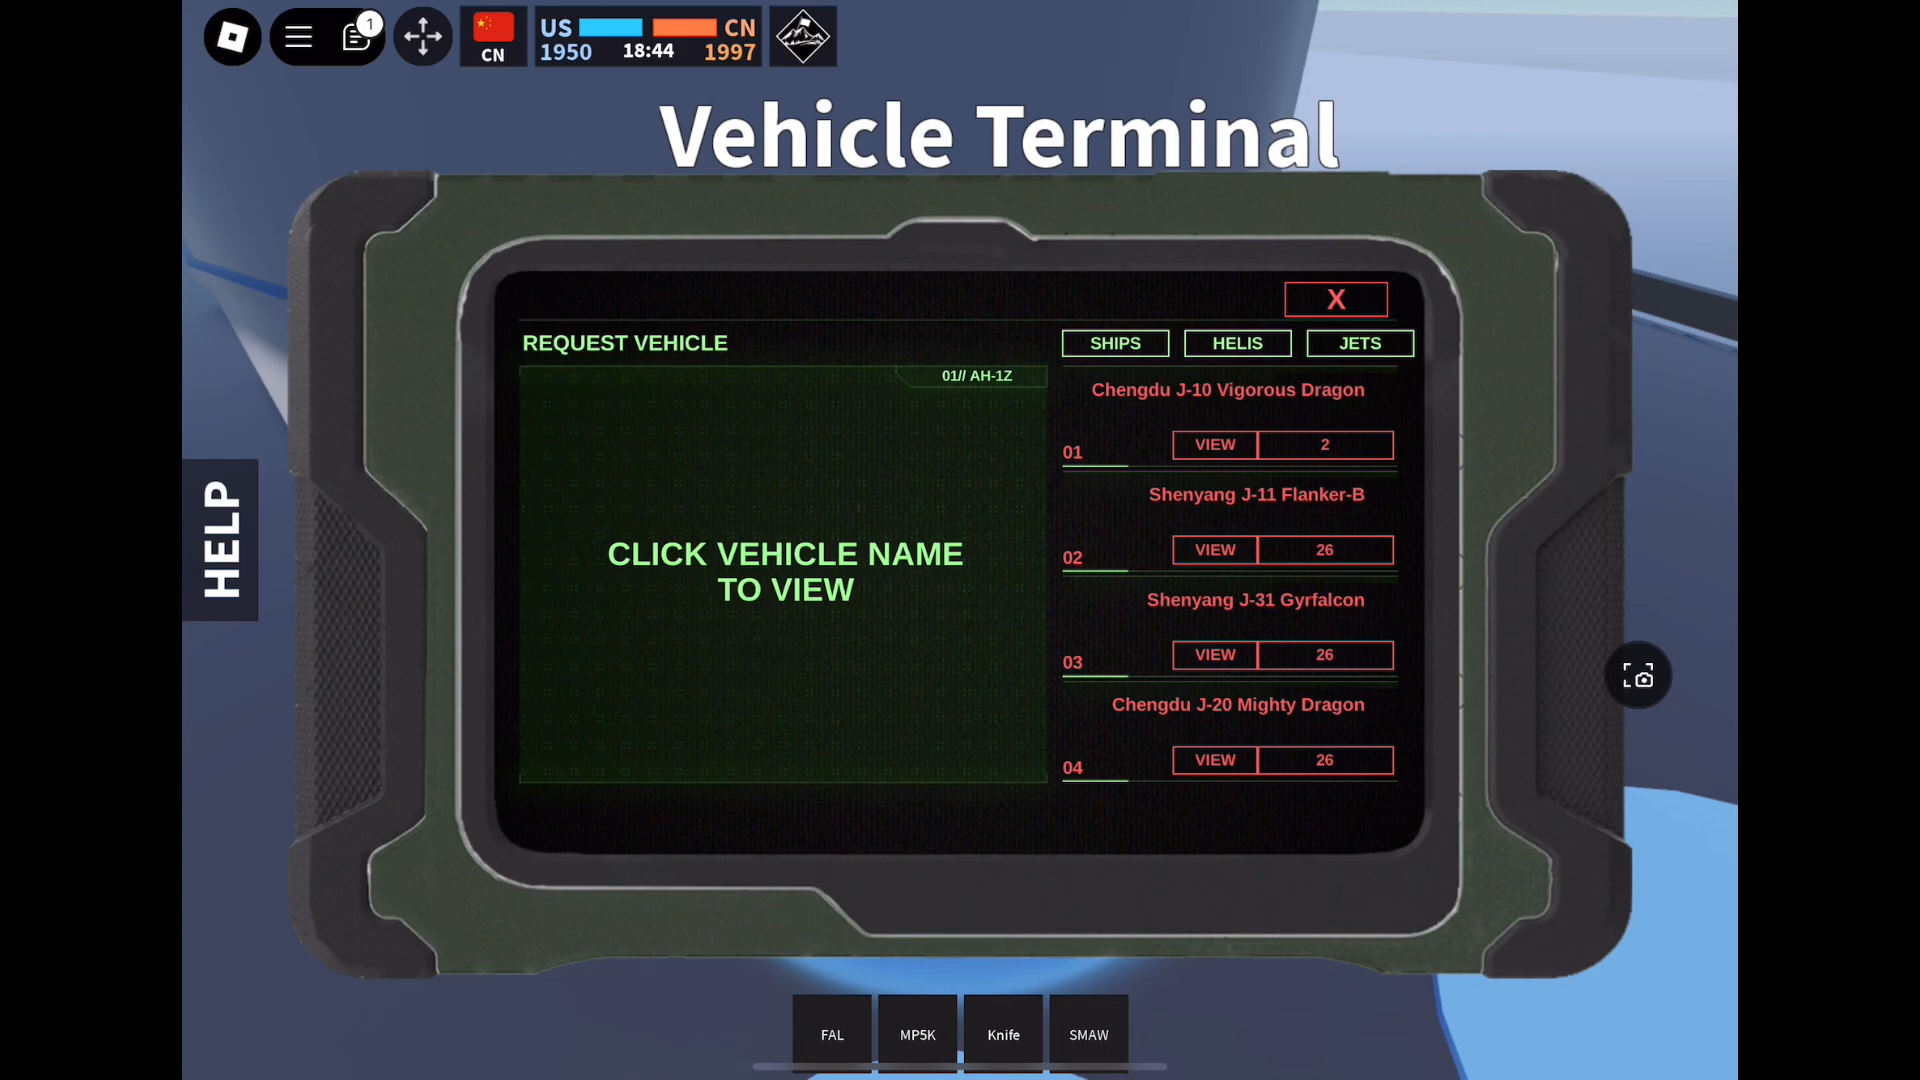 1
CN
US
CN
1950
18:44
1997
Vehicle Terminal
X
REQUEST VEHICLE
SHIPS
HELIS
JETS
01// AH-1Z
CLICK VEHICLE NAME
TO VIEW
Chengdu J-10 Vigorous Dragon
01
VIEW
2
Shenyang J-11 Flanker-B
02
VIEW
26
Shenyang J-31 Gyrfalcon
03
VIEW
26
Chengdu J-20 Mighty Dragon
04
VIEW
26
HELP
FAL
MP5K
Knife
SMAW